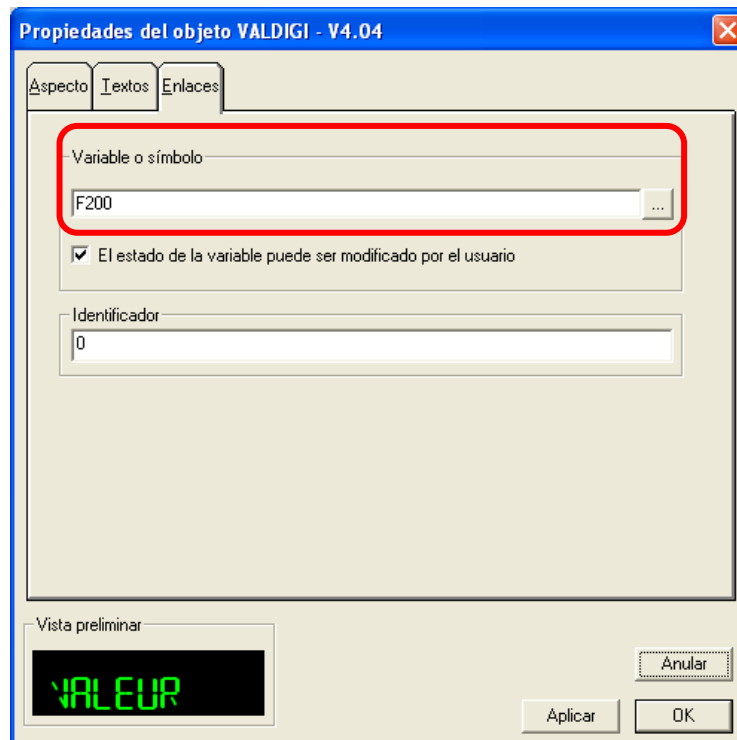 Propiedades del objeto VALDIGI - V4.04
Aspecto Textos Enlaces
Variable o símbolo
F200
...
El estado de la variable puede ser modificado por el usuario
Identificador
0
Vista preliminar
VALEUR
Anular
Aplicar OK